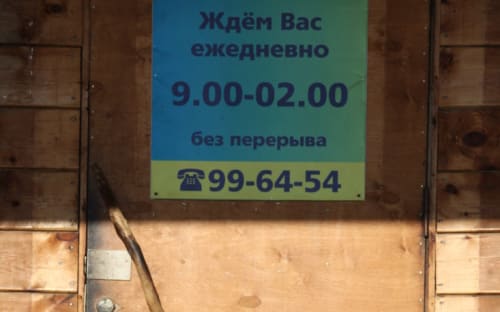 Ждём Вас
ежедневно
9.00-02.00
без перерыва
☎99-64-54